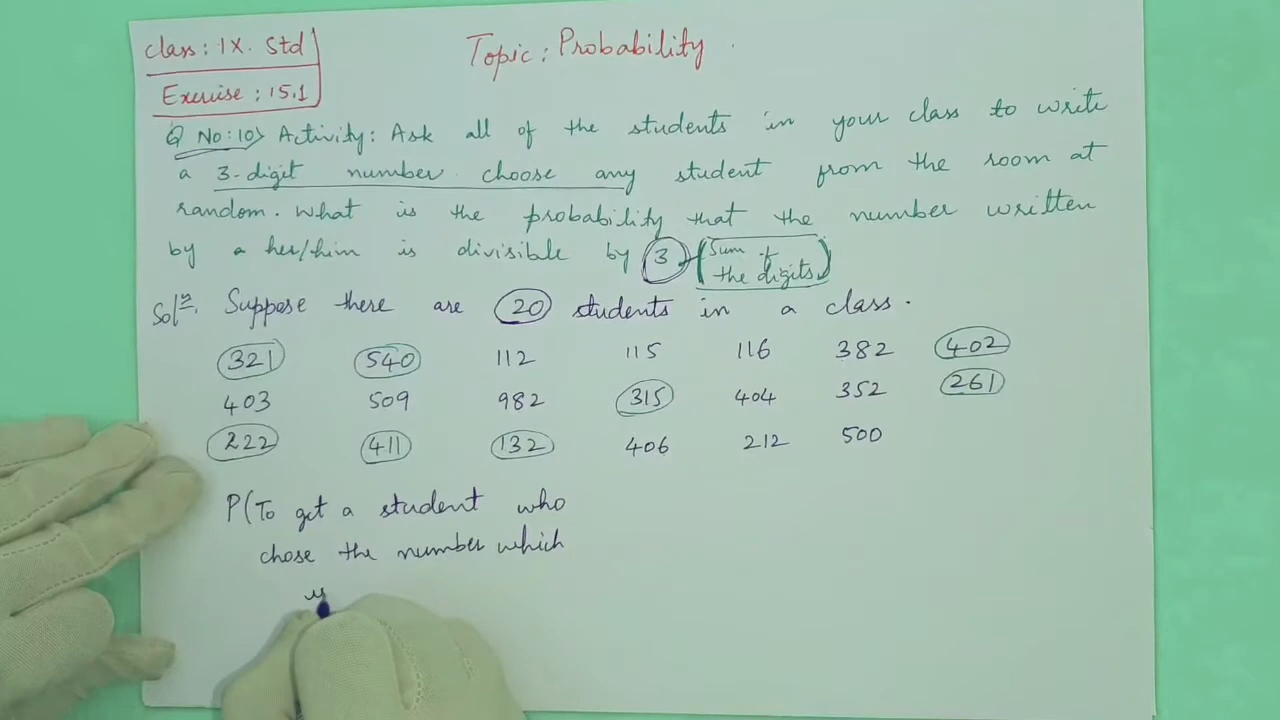 class: IX. Std
Topic: Probability.
Exercise: 15.1
Q No:10> Activity: Ask all of the students in your class to write
a 3-digit number. choose any student from the room at
random. What is the probability that the number written
by a her/him is divisible by 3
Sum of
the digits
Solⁿ. Suppose there are 20 students in a class.
321 540 112 115 116 382 402
403 509 982 315 404 352 261
222 411 132 406 212 500
P(To get a student who
chose the number which